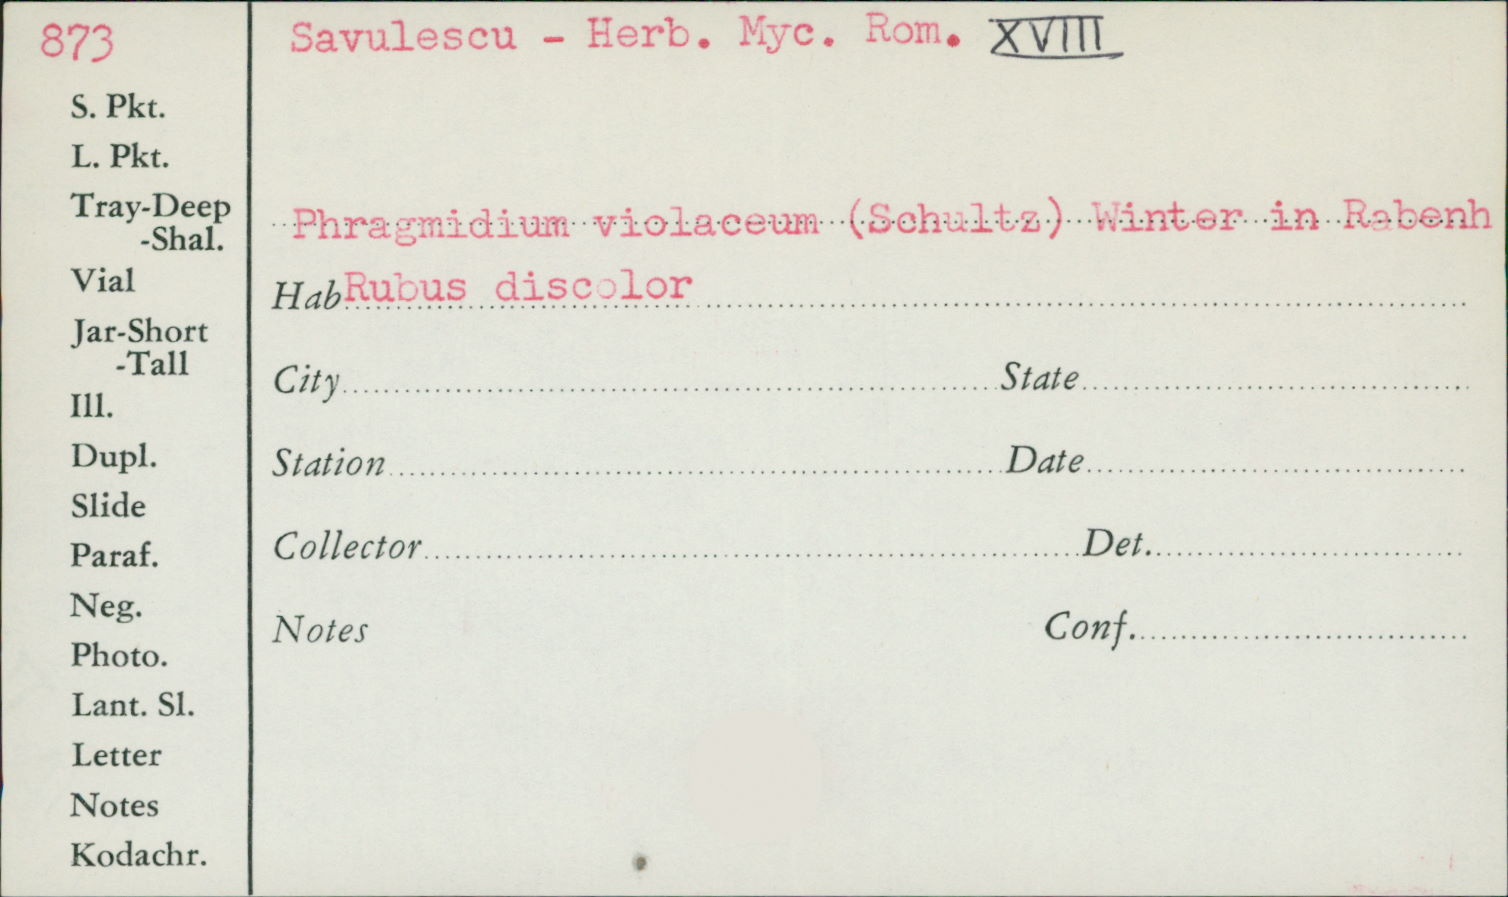 873
Savulescu - Herb. Myc. Rom. XVIII
S. Pkt.
L. Pkt.
Tray-Deep
-Shal.
Vial
Jar-Short
-Tall
Ill.
Dupl.
Slide
Paraf.
Neg.
Photo.
Lant. Sl.
Letter
Notes
Kodachr.
Phragmidium violaceum (Schultz) Winter in Rabenh
Hab Rubus discolor
City State
Station Date
Collector Det.
Notes Conf.